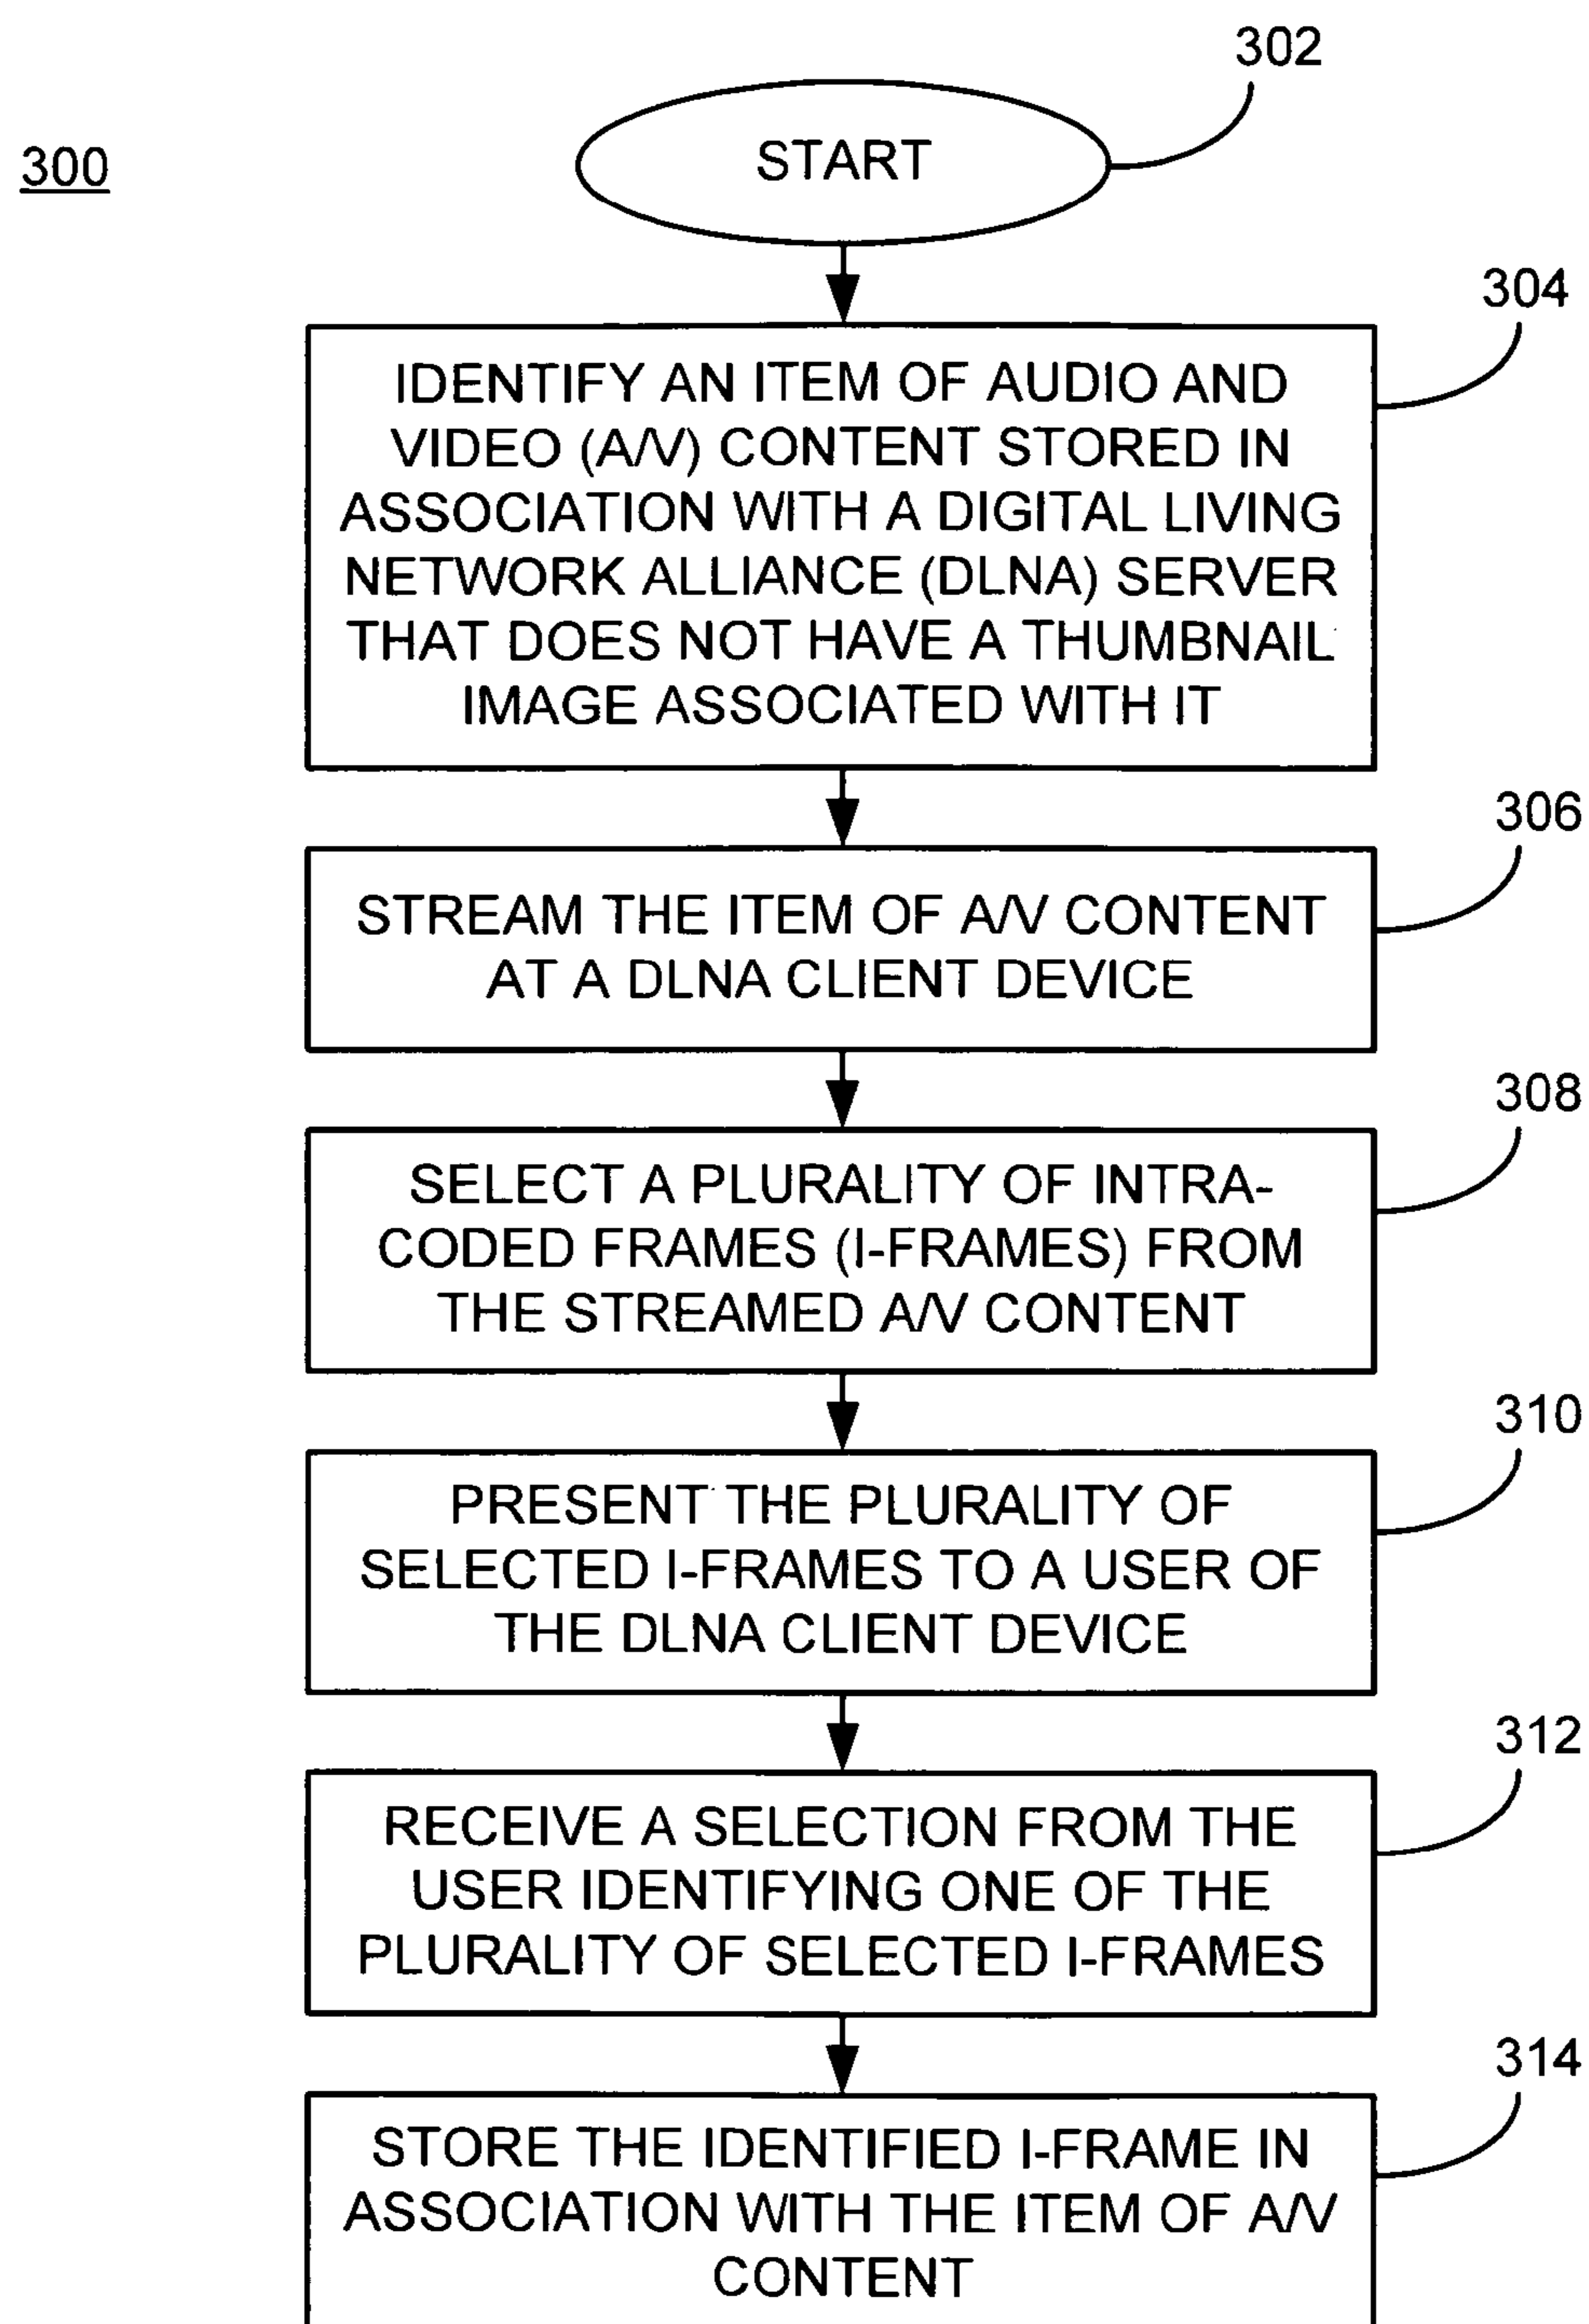 302
300
START
304
IDENTIFY AN ITEM OF AUDIO AND
VIDEO (A/V) CONTENT STORED IN
ASSOCIATION WITH A DIGITAL LIVING
NETWORK ALLIANCE (DLNA) SERVER
THAT DOES NOT HAVE A THUMBNAIL
IMAGE ASSOCIATED WITH IT
306
STREAM THE ITEM OF A/V CONTENT
AT A DLNA CLIENT DEVICE
308
SELECT A PLURALITY OF INTRA-
CODED FRAMES (I-FRAMES) FROM
THE STREAMED A/V CONTENT
310
PRESENT THE PLURALITY OF
SELECTED I-FRAMES TO A USER OF
THE DLNA CLIENT DEVICE
312
RECEIVE A SELECTION FROM THE
USER IDENTIFYING ONE OF THE
PLURALITY OF SELECTED I-FRAMES
314
STORE THE IDENTIFIED I-FRAME IN
ASSOCIATION WITH THE ITEM OF A/V
CONTENT